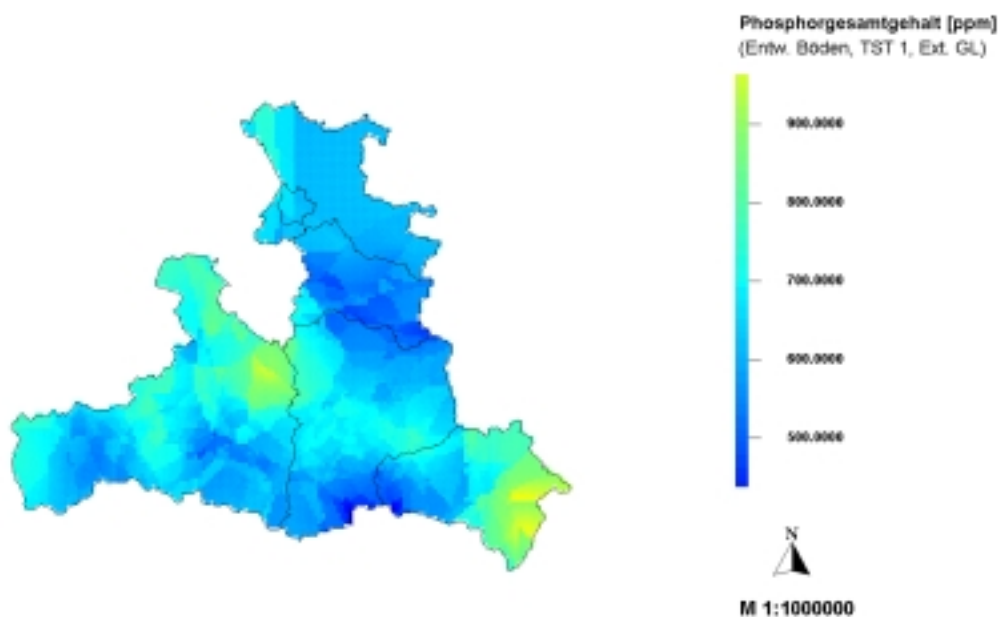 Phosphorgesamtgehalt [ppm]
(Entw. Böden, TST 1, Ext. GL)
900.0000
800.0000
700.0000
600.0000
500.0000
N
M 1:1000000